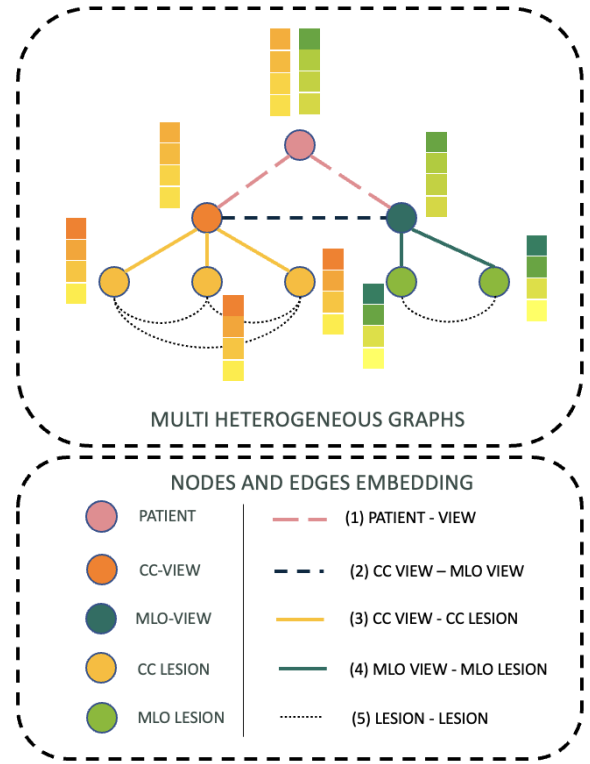 MULTI HETEROGENEOUS GRAPHS
NODES AND EDGES EMBEDDING
PATIENT
(1) PATIENT - VIEW
CC-VIEW
(2) CC VIEW – MLO VIEW
MLO-VIEW
(3) CC VIEW - CC LESION
CC LESION
(4) MLO VIEW - MLO LESION
MLO LESION
(5) LESION - LESION